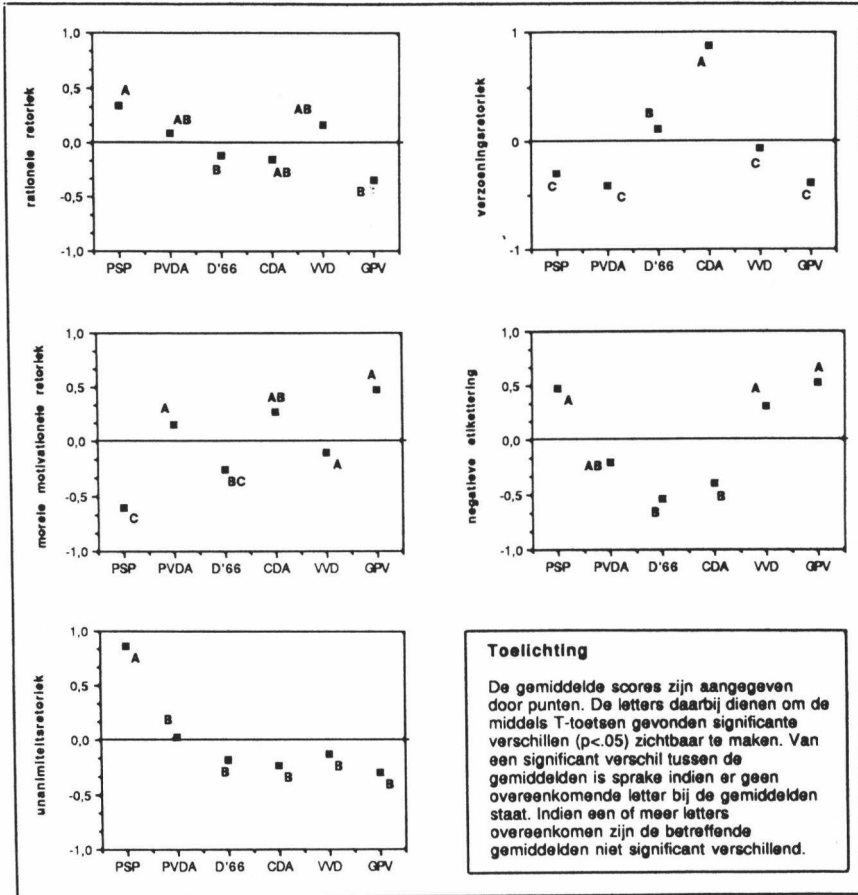 rationele retoriek
1,0
0,5
0,0
-0,5
-1,0
A
AB
B
AB
AB
B
PSP PVDA D'66 CDA VVD GPV
verzoeningsretoriek
1
0
-1
C
C
B
A
C
C
PSP PVDA D'66 CDA VVD GPV
morele motivationele retoriek
1,0
0,5
0,0
-0,5
-1,0
C
A
BC
AB
A
A
PSP PVDA D'66 CDA VVD GPV
negatieve etikettering
1,0
0,5
0,0
-0,5
-1,0
A
AB
B
B
A
A
PSP PVDA D'66 CDA VVD GPV
unanimiteitsretoriek
1,0
0,5
0,0
-0,5
-1,0
A
B
B
B
B
B
PSP PVDA D'66 CDA VVD GPV
Toelichting
De gemiddelde scores zijn aangegeven
door punten. De letters daarbij dienen om de
middels T-toetsen gevonden significante
verschillen (p<.05) zichtbaar te maken. Van
een significant verschil tussen de
gemiddelden is sprake indien er geen
overeenkomende letter bij de gemiddelden
staat. Indien een of meer letters
overeenkomen zijn de betreffende
gemiddelden niet significant verschillend.